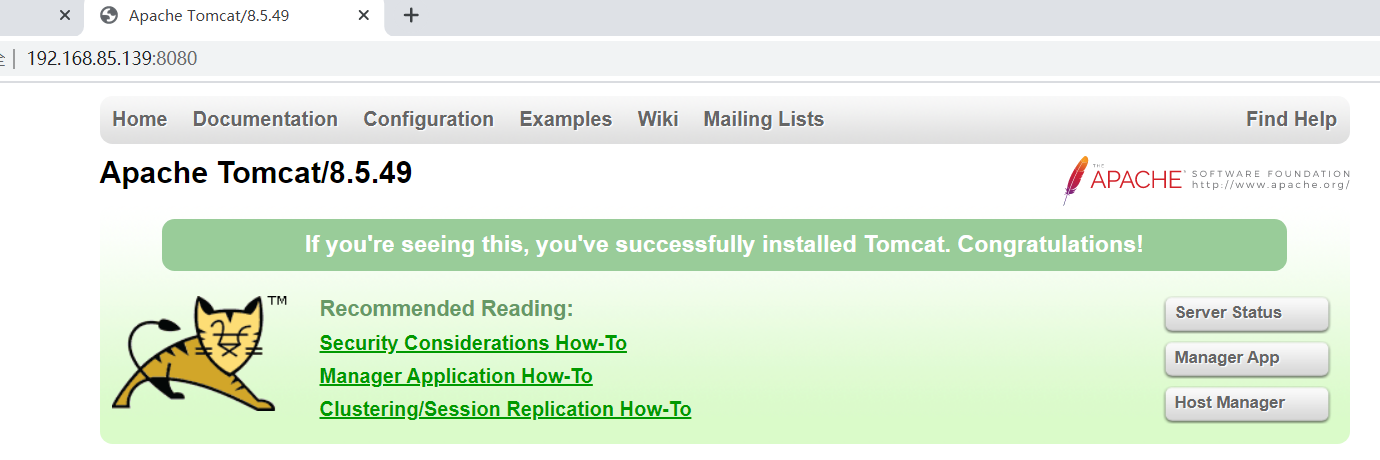 Apache Tomcat/8.5.49
192.168.85.139:8080
Home Documentation Configuration Examples Wiki Mailing Lists Find Help
Apache Tomcat/8.5.49
THE
APACHE® SOFTWARE FOUNDATION
http://www.apache.org/
If you're seeing this, you've successfully installed Tomcat. Congratulations!
TM
Recommended Reading:
Security Considerations How-To
Manager Application How-To
Clustering/Session Replication How-To
Server Status
Manager App
Host Manager